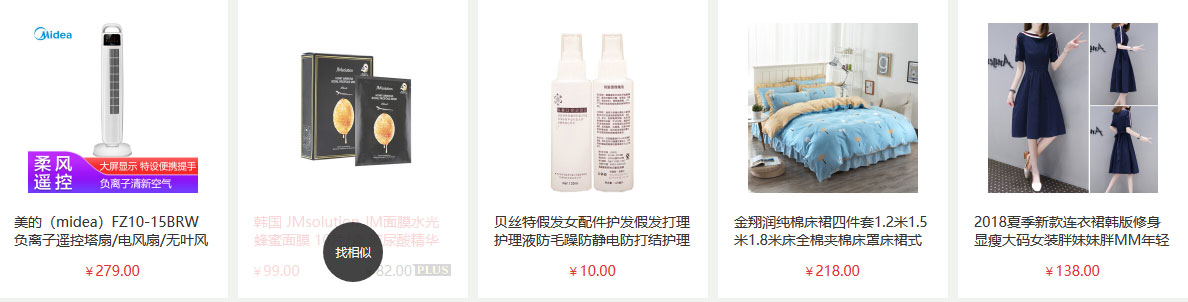 Midea
柔风
遥控
大屏显示 特设便携提手
负离子清新空气
美的（midea）FZ10-15BRW
负离子遥控塔扇/电风扇/无叶风
¥279.00
JMsolution
韩国 JMsolution JM面膜水光
蜂蜜面膜 10
尿酸精华
¥99.00
82.00 PLUS
找相似
贝丝特假发女配件护发假发打理
护理液防毛躁防静电防打结护理
¥10.00
金翔润纯棉床裙四件套1.2米1.5
米1.8米床全棉夹棉床罩床裙式
¥218.00
2018夏季新款连衣裙韩版修身
显瘦大码女装胖妹妹胖MM年轻
¥138.00